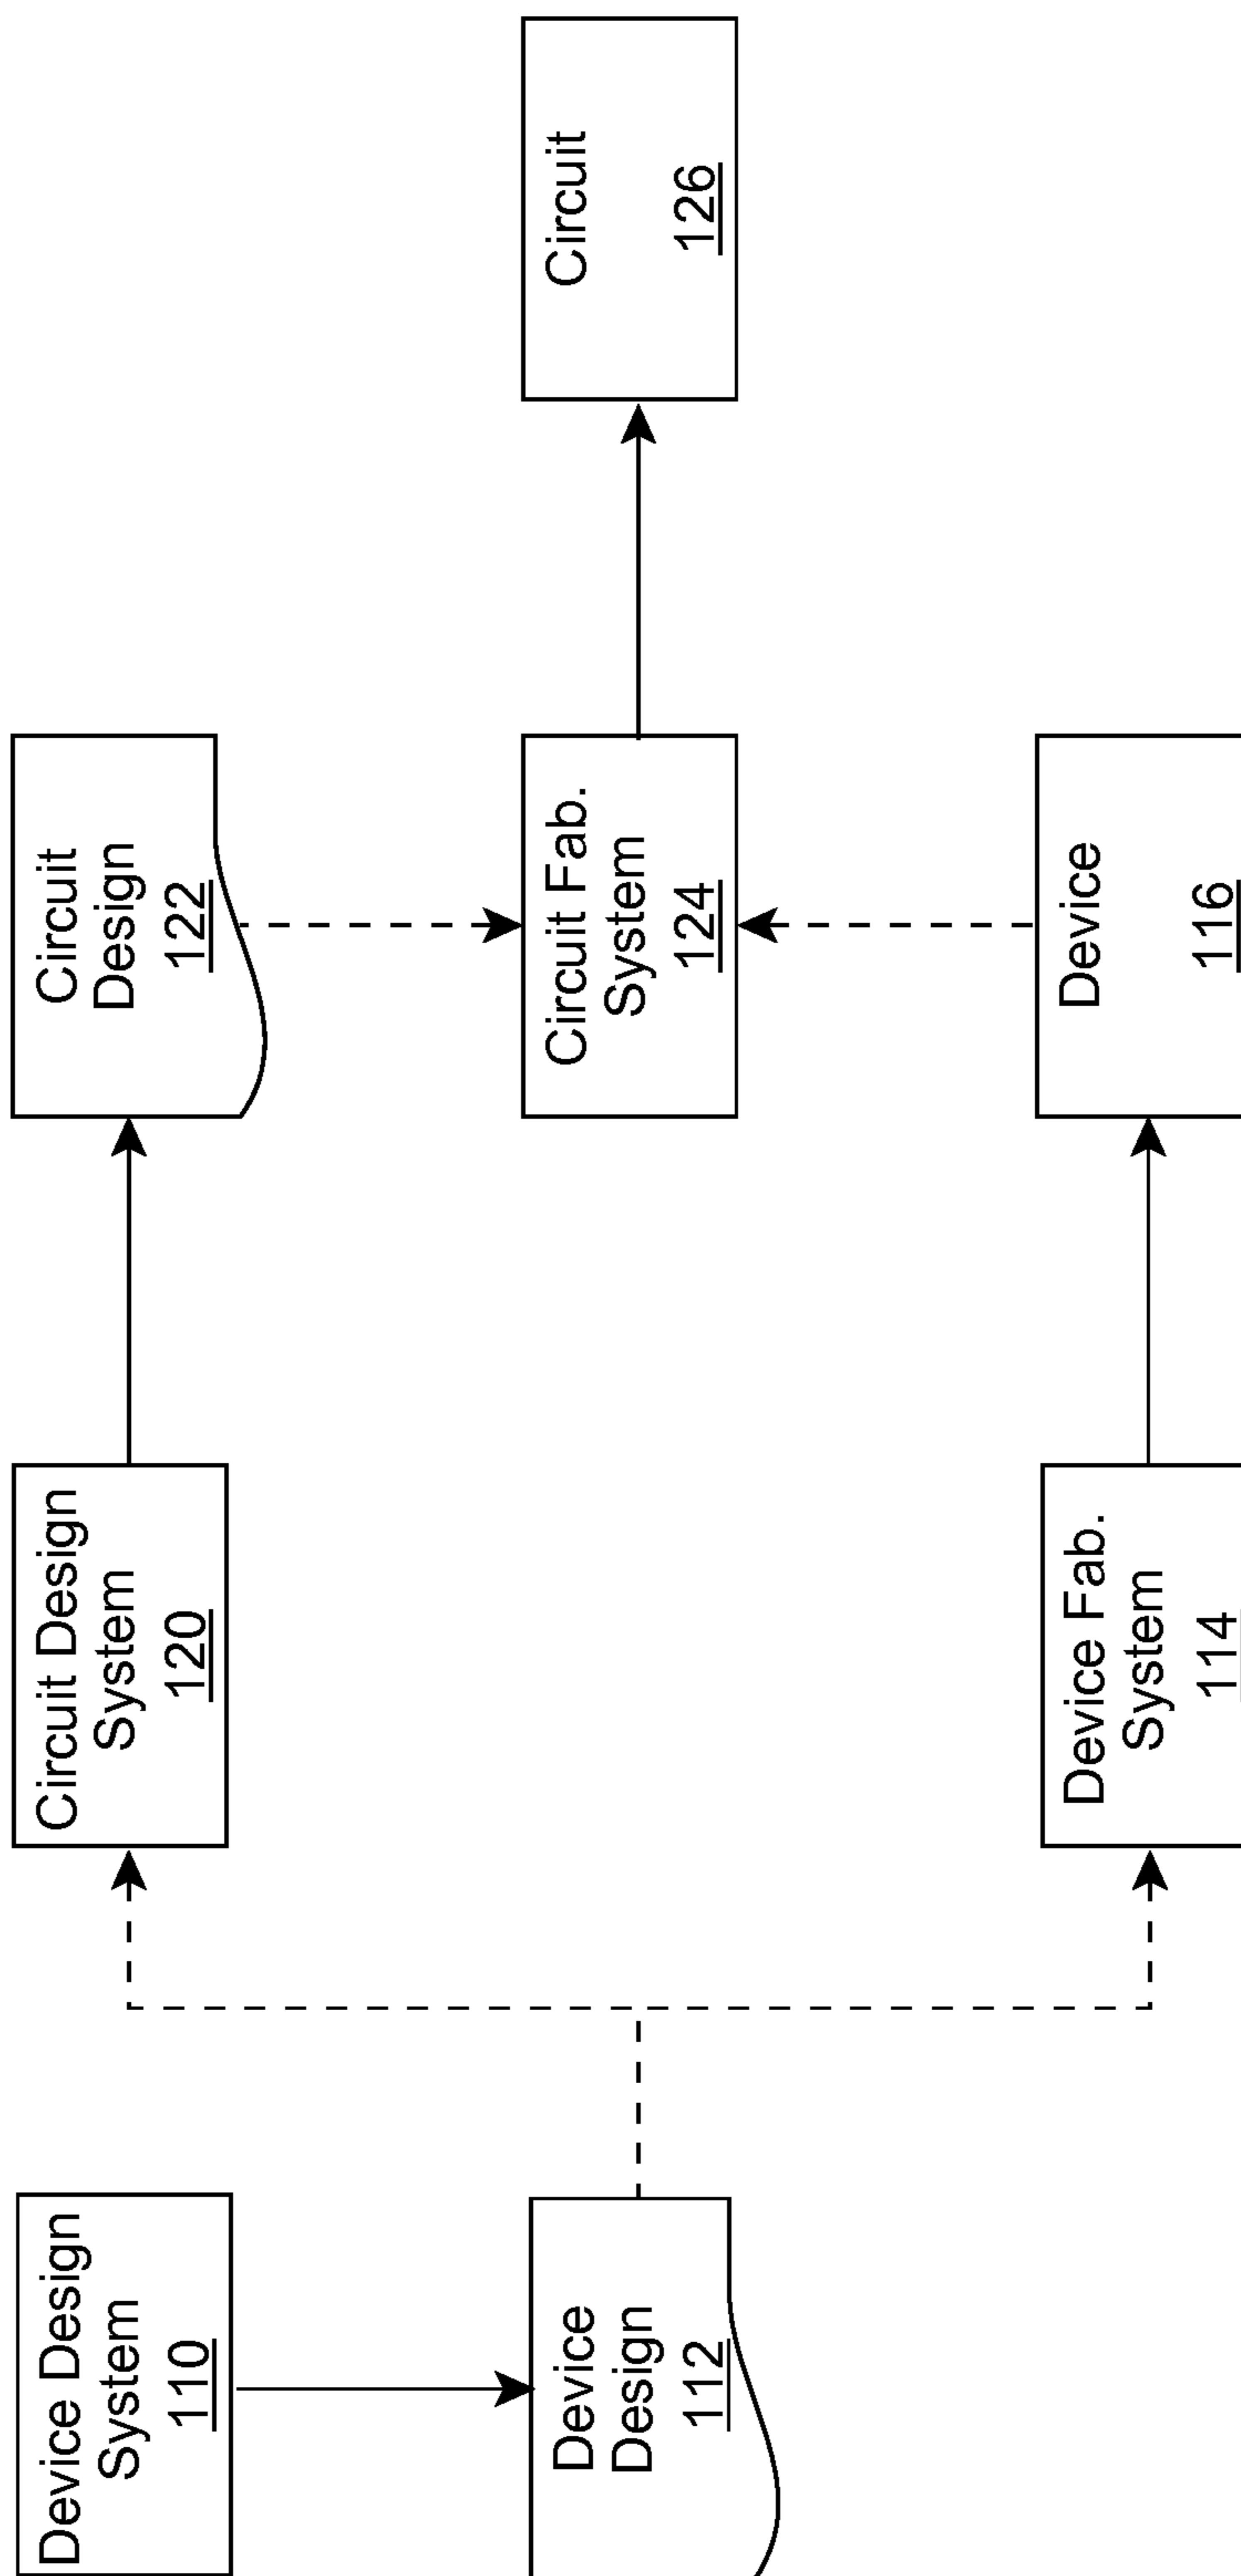 Device Design
System
110
Device
Design
112
Circuit Design
System
120
Device Fab.
System
114
Circuit
Design
122
Circuit Fab.
System
124
Device
116
Circuit
126